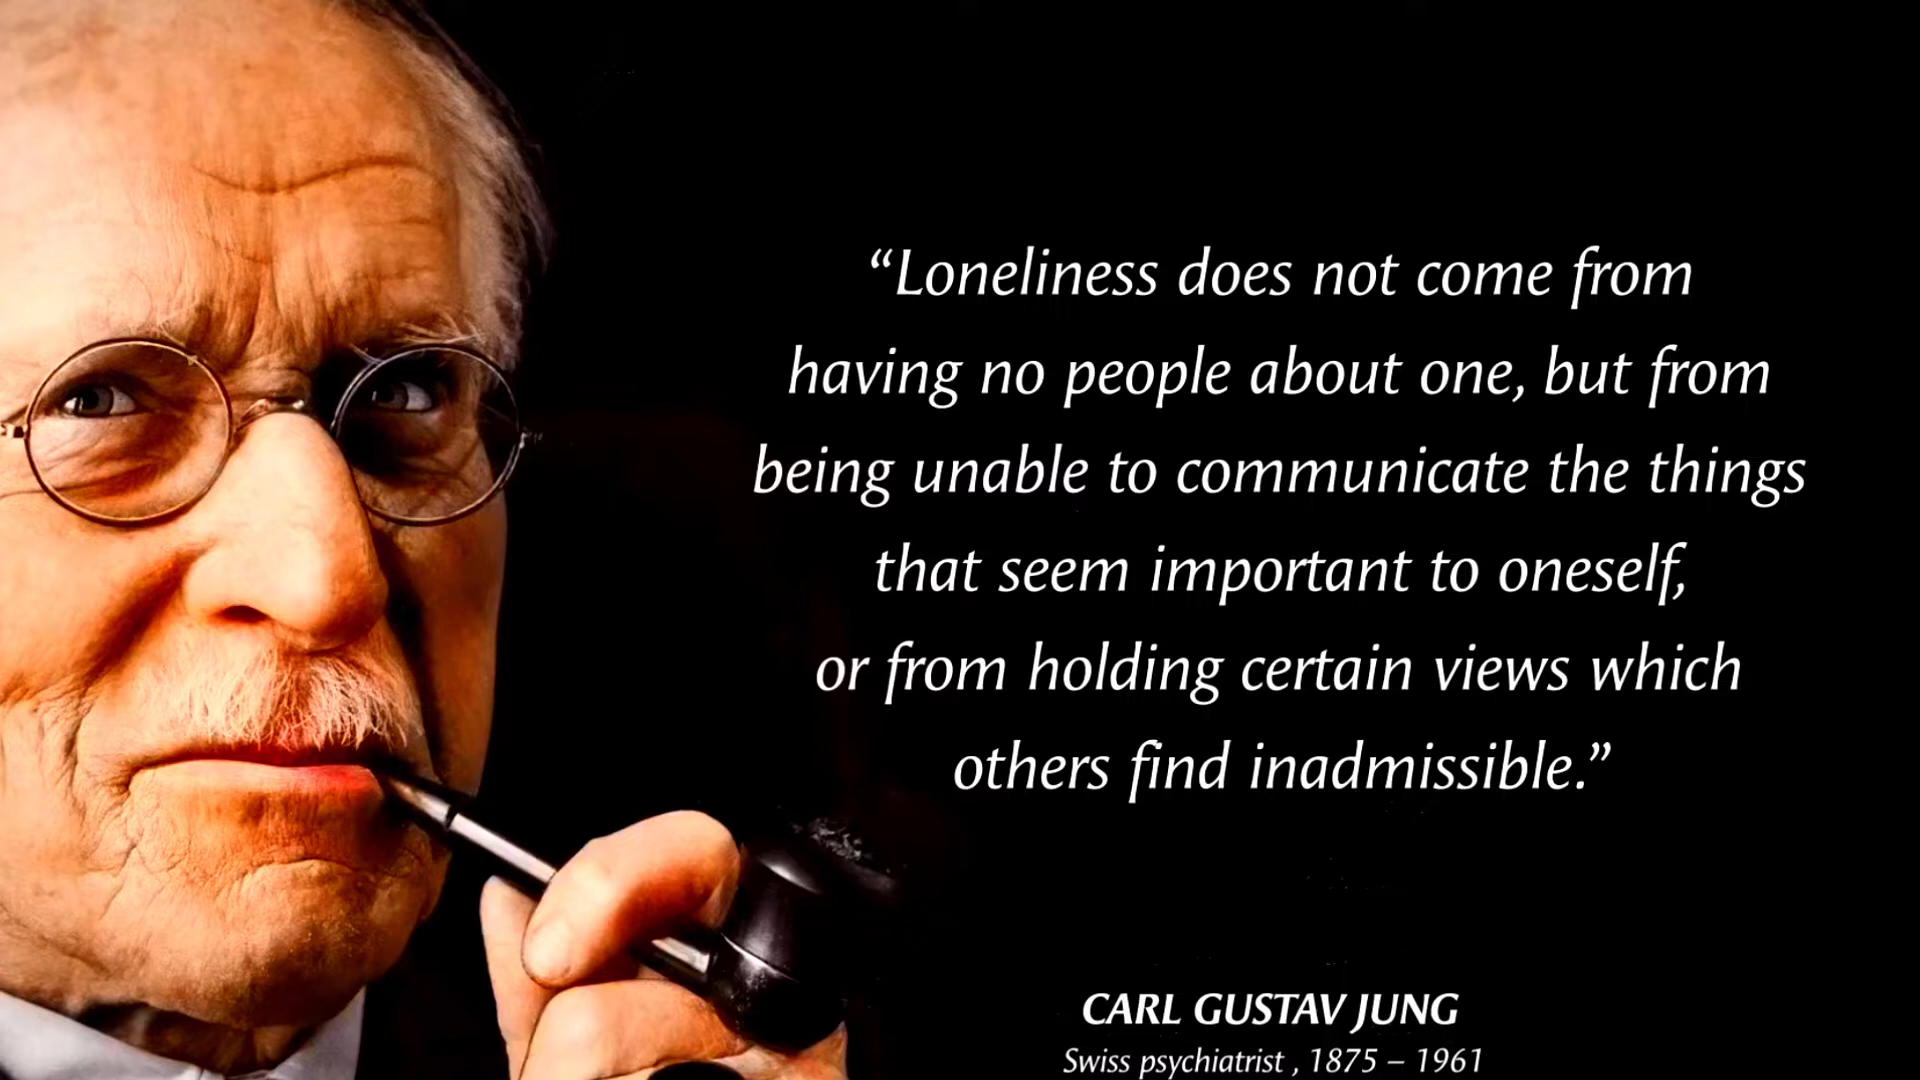 “Loneliness does not come from
having no people about one, but from
being unable to communicate the things
that seem important to oneself,
or from holding certain views which
others find inadmissible.”
CARL GUSTAV JUNG
Swiss psychiatrist , 1875 – 1961